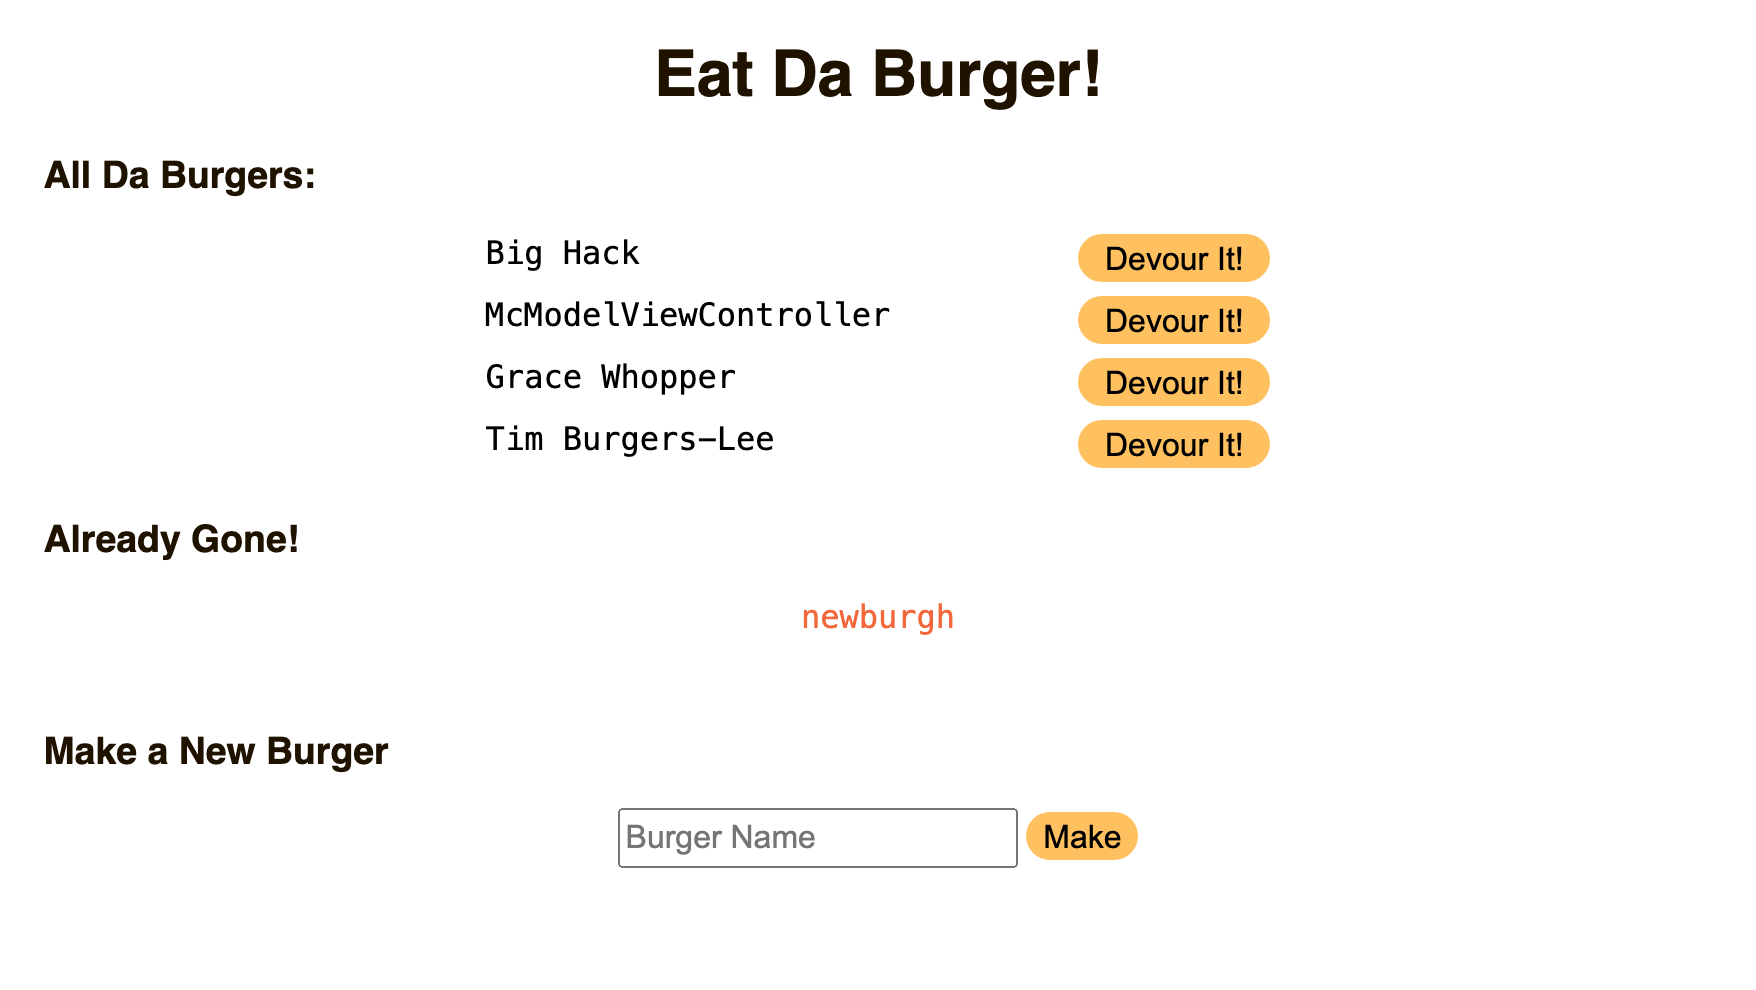 Eat Da Burger!
All Da Burgers:
Big Hack Devour It!
McModelViewController Devour It!
Grace Whopper Devour It!
Tim Burgers-Lee Devour It!
Already Gone!
newburgh
Make a New Burger
Burger Name Make